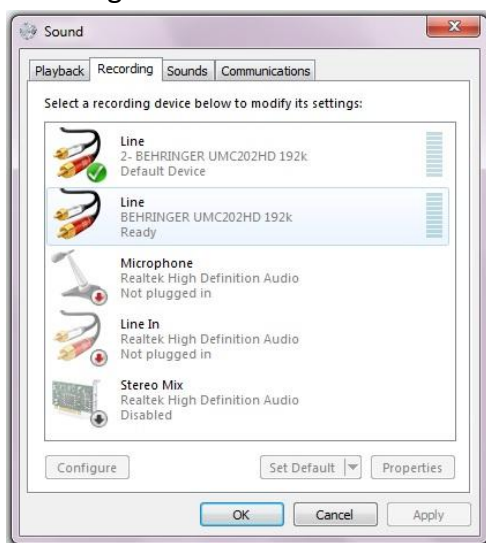 Sound
Playback Recording Sounds Communications
Select a recording device below to modify its settings:
Line
2- BEHRINGER UMC202HD 192k
Default Device
Line
BEHRINGER UMC202HD 192k
Ready
Microphone
Realtek High Definition Audio
Not plugged in
Line In
Realtek High Definition Audio
Not plugged in
Stereo Mix
Realtek High Definition Audio
Disabled
Configure Set Default Properties
OK Cancel Apply